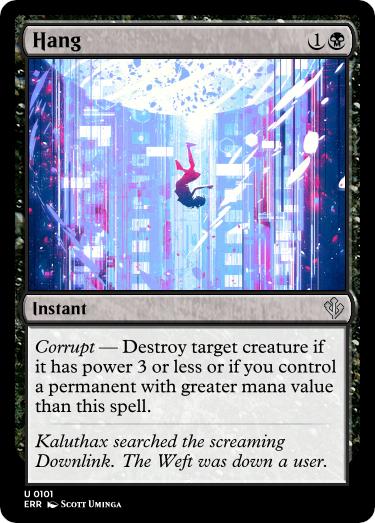 Hang 1
Instant
Corrupt — Destroy target creature if
it has power 3 or less or if you control
a permanent with greater mana value
than this spell.
Kaluthax searched the screaming
Downlink. The Weft was down a user.
U 0101
ERR Scott Uminga